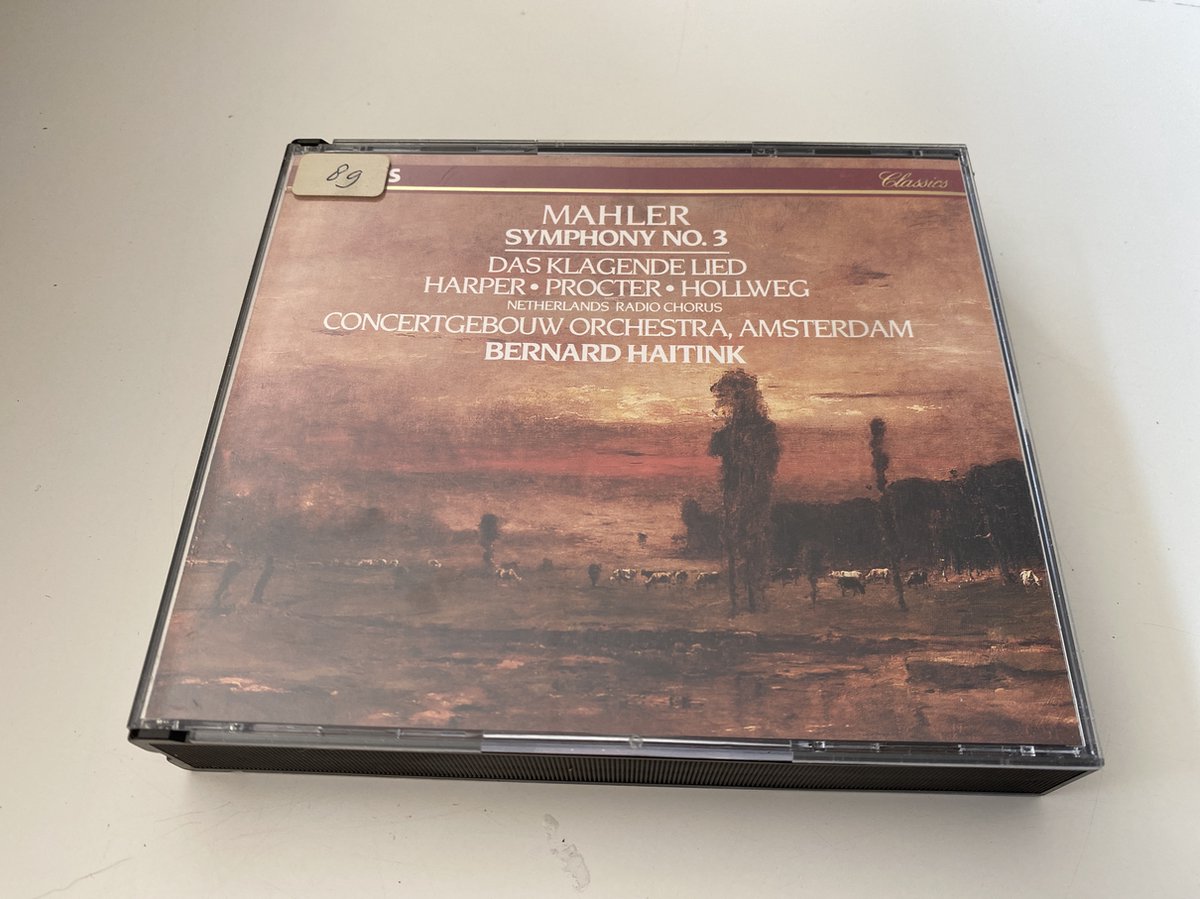 89
S
Classics
MAHLER
SYMPHONY NO. 3
DAS KLAGENDE LIED
HARPER • PROCTER • HOLLWEG
NETHERLANDS RADIO CHORUS
CONCERTGEBOUW ORCHESTRA, AMSTERDAM
BERNARD HAITINK